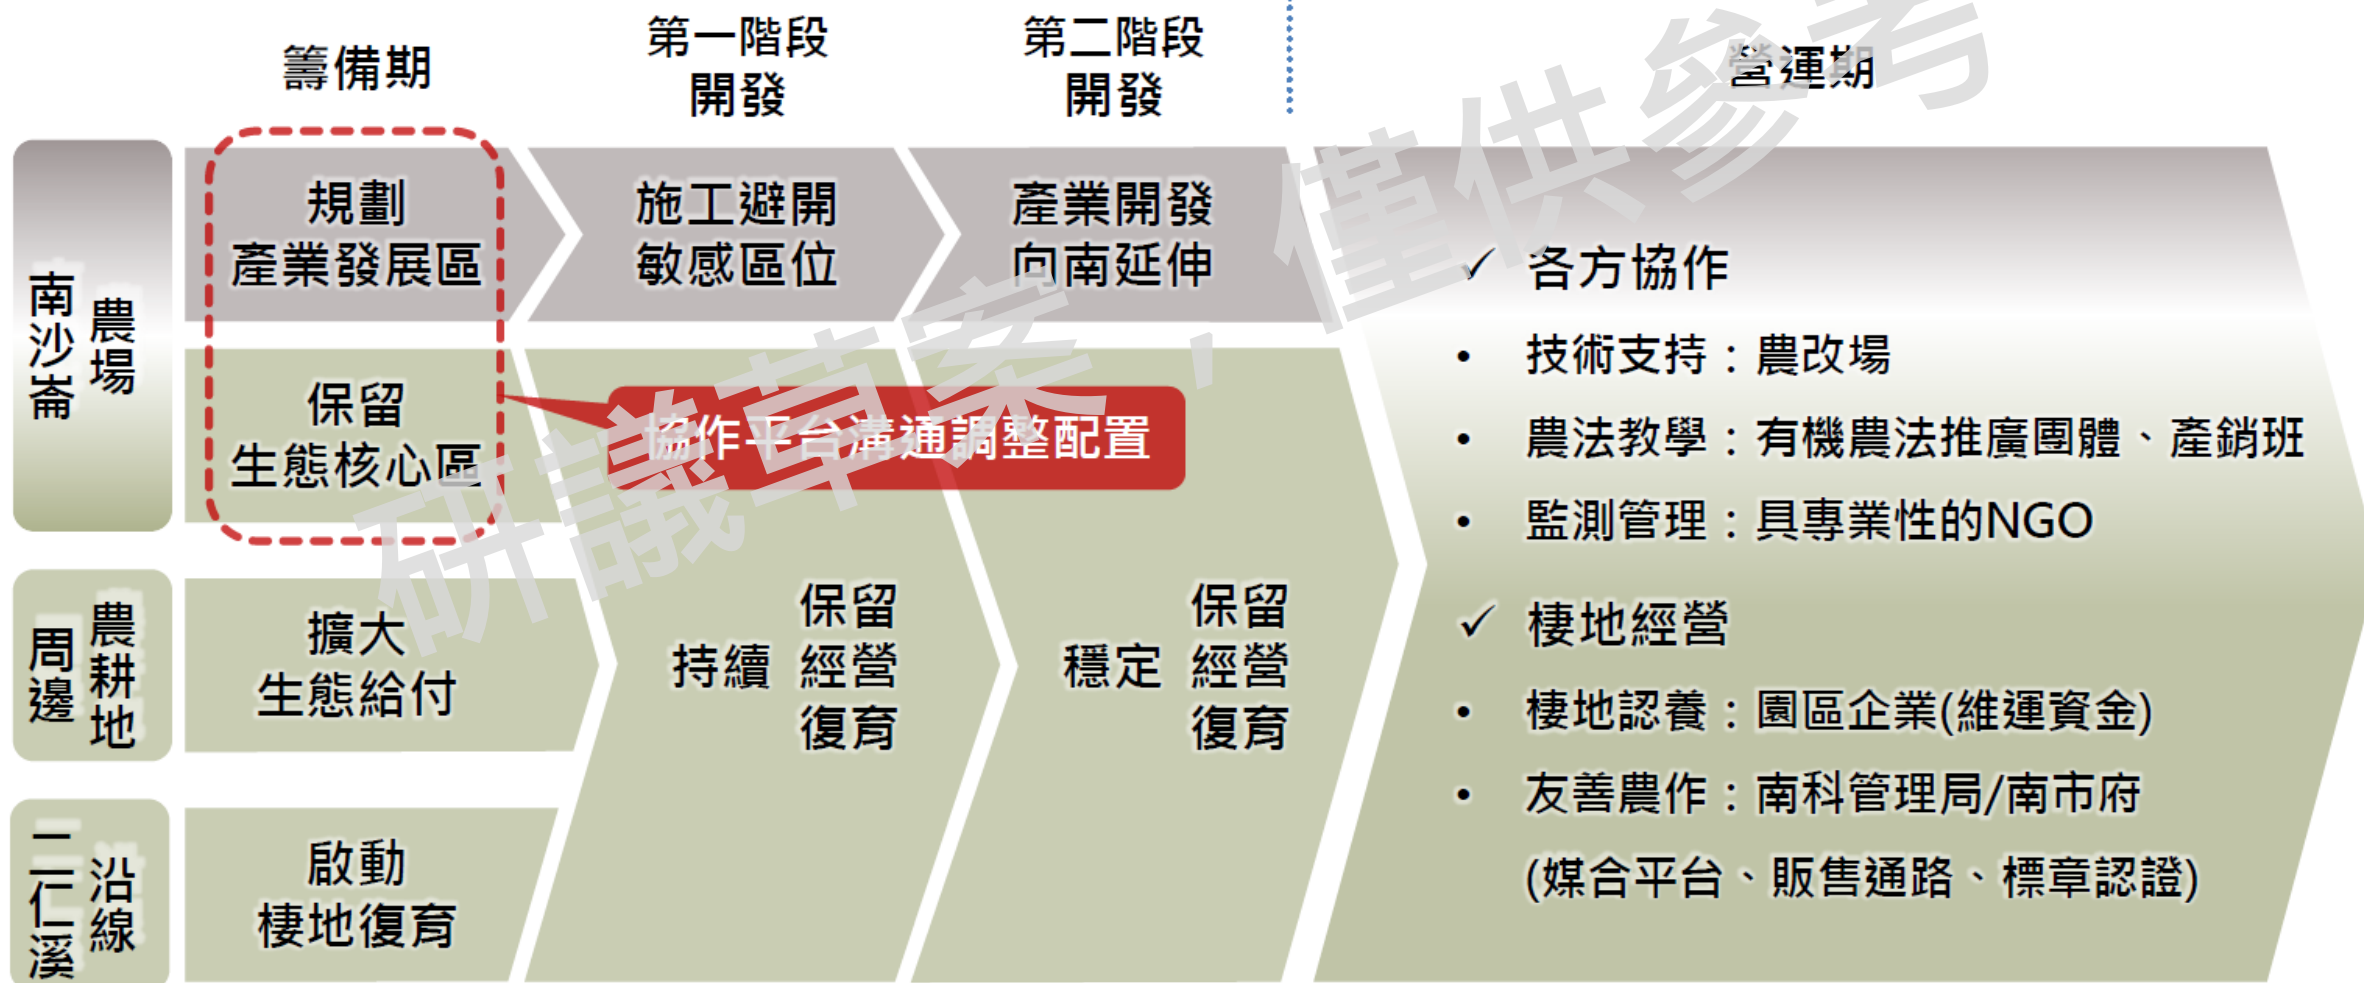 籌備期
第一階段
開發
第二階段
開發
營運期
南沙崙
農場
規劃
產業發展區
施工避開
敏感區位
產業開發
向南延伸
保留
生態核心區
協作平台溝通調整配置
周邊
農耕地
擴大
生態給付
持續
保留
經營
復育
穩定
保留
經營
復育
二仁溪
沿線
啟動
棲地復育
✓ 各方協作
• 技術支持：農改場
• 農法教學：有機農法推廣團體、產銷班
• 監測管理：具專業性的NGO
✓ 棲地經營
• 棲地認養：園區企業(維運資金)
• 友善農作：南科管理局/南市府
(媒合平台、販售通路、標章認證)
研議草案，僅供參考